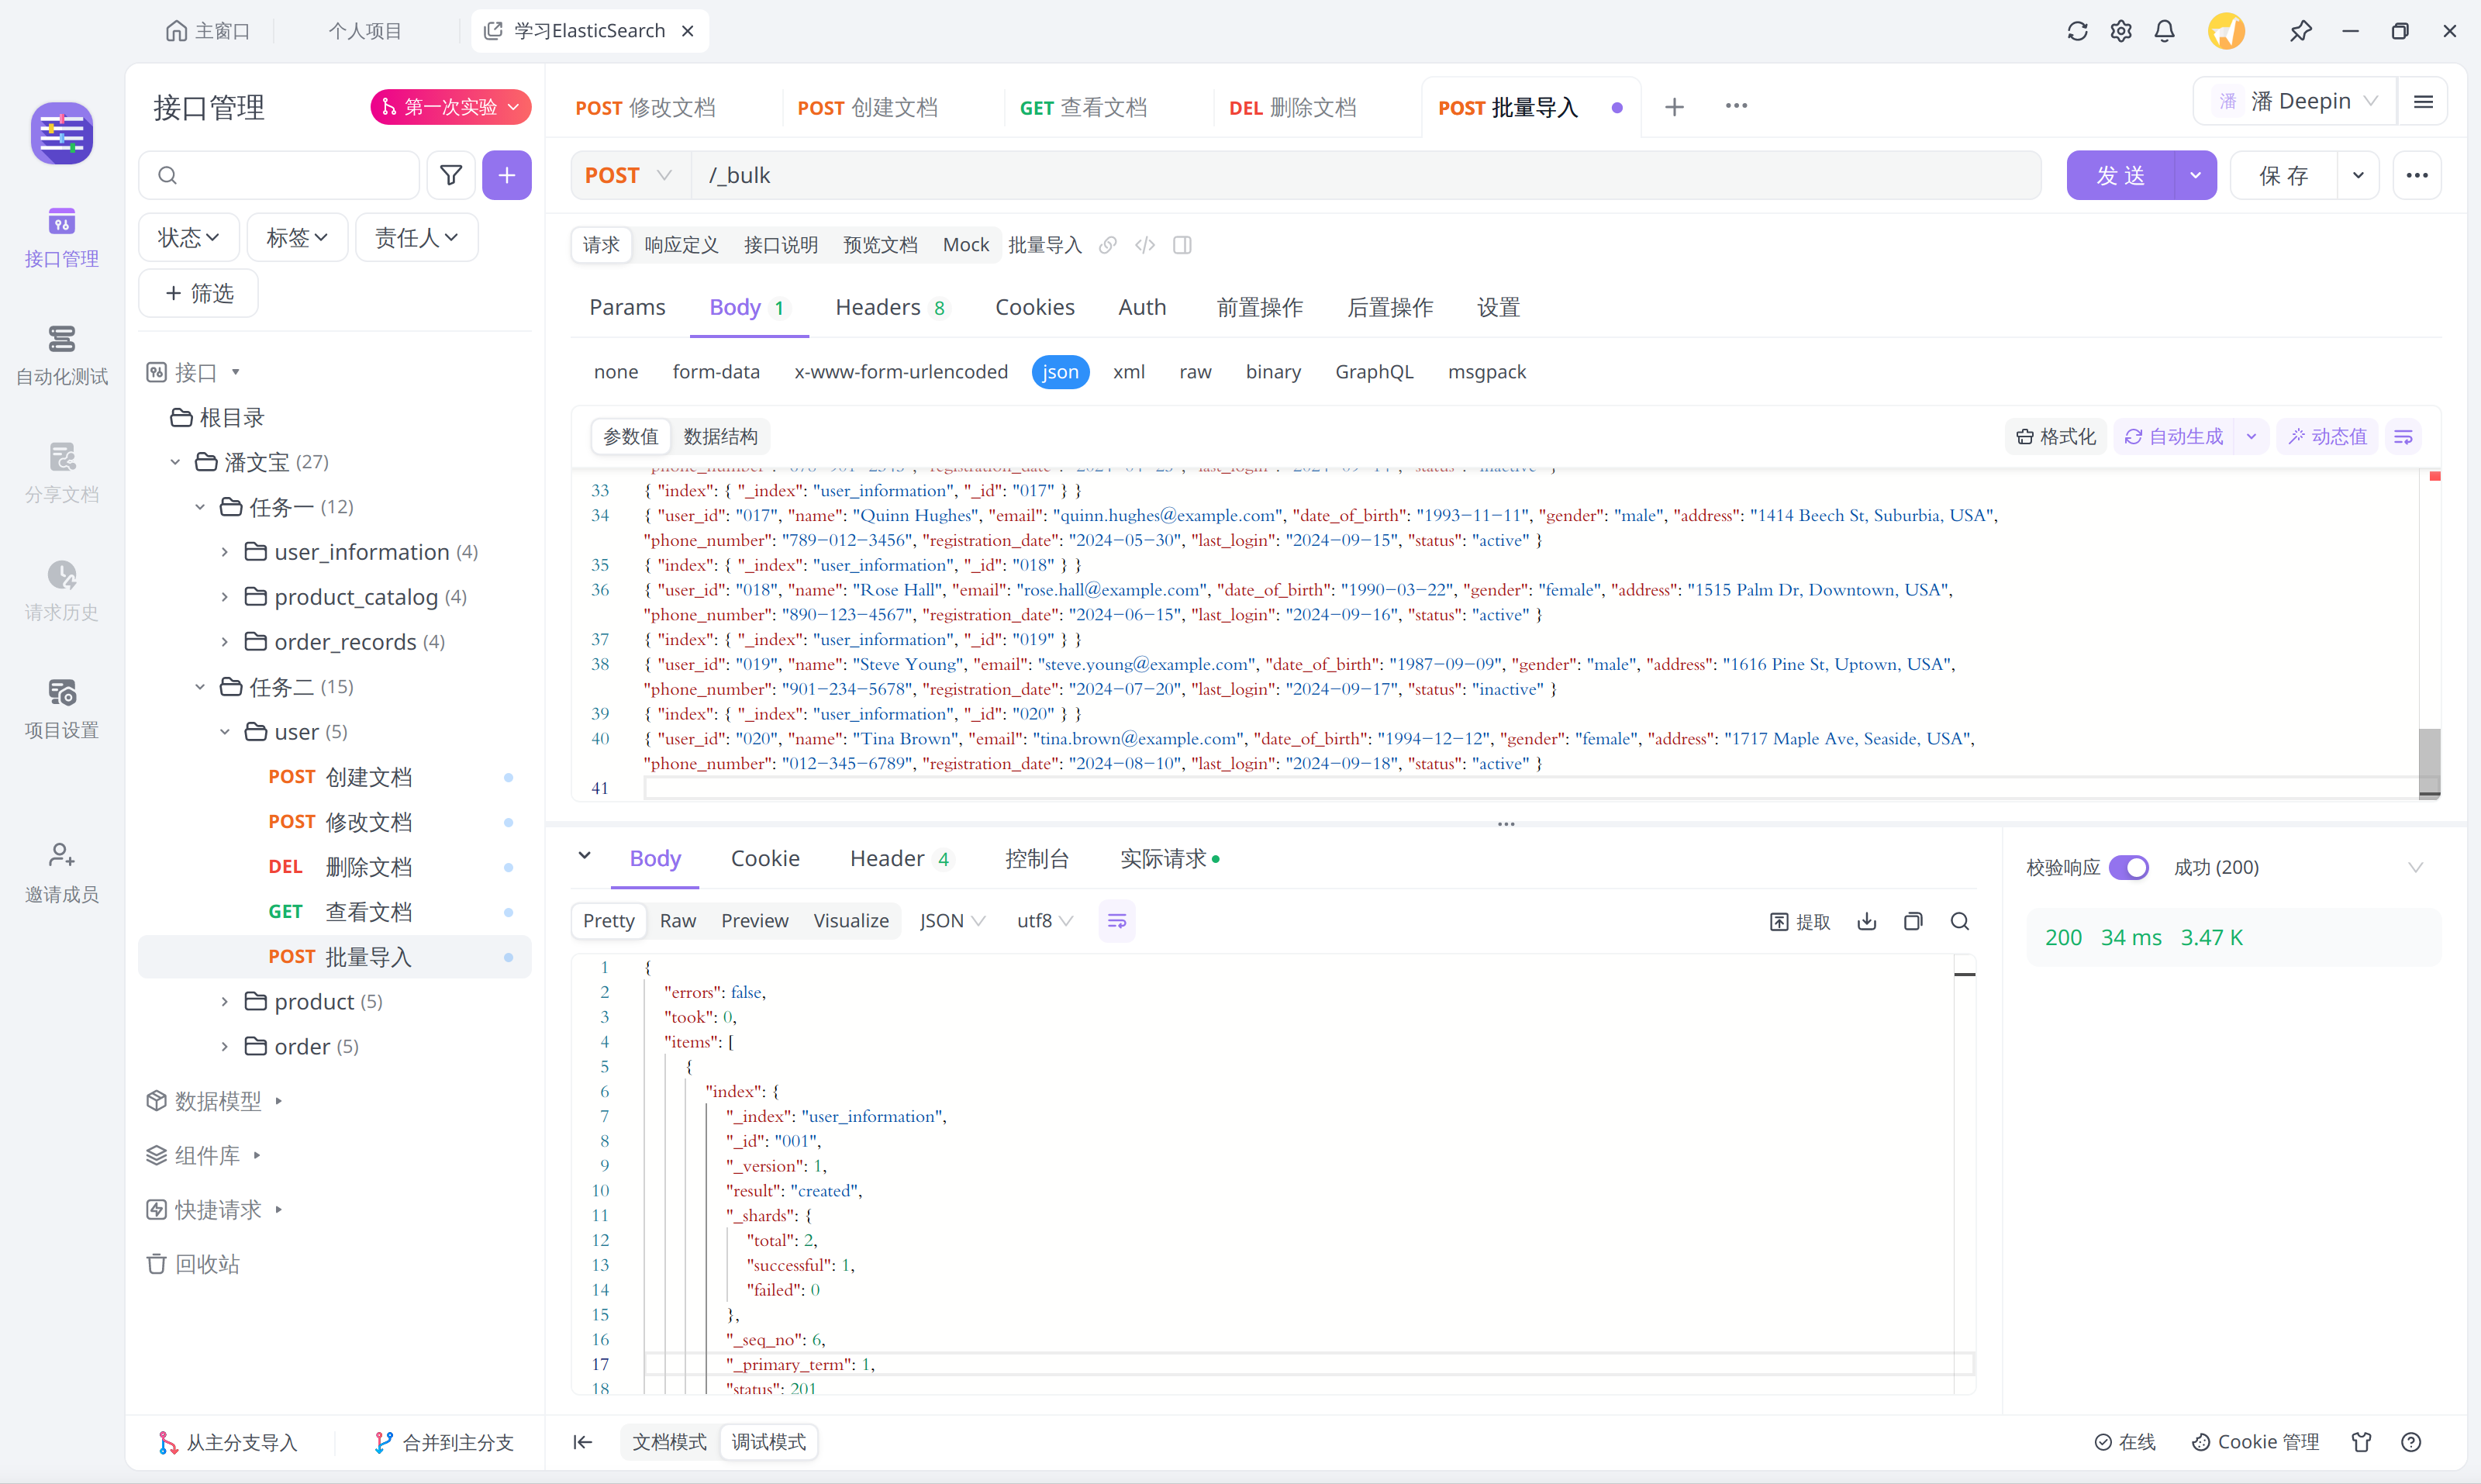 主窗口
个人项目
学习ElasticSearch
接口管理
第一次实验
状态
标签
责任人
筛选
接口管理
自动化测试
分享文档
请求历史
项目设置
邀请成员
接口
根目录
潘文宝 (27)
任务一 (12)
user_information (4)
product_catalog (4)
order_records (4)
任务二 (15)
user (5)
POST 创建文档
POST 修改文档
DEL 删除文档
GET 查看文档
POST 批量导入
product (5)
order (5)
数据模型
组件库
快捷请求
回收站
从主分支导入
合并到主分支
POST 修改文档
POST 创建文档
GET 查看文档
DEL 删除文档
POST 批量导入
潘 潘 Deepin
POST /_bulk
发 送
保 存
请求 响应定义 接口说明 预览文档 Mock 批量导入
Params Body 1 Headers 8 Cookies Auth 前置操作 后置操作 设置
none form-data x-www-form-urlencoded json xml raw binary GraphQL msgpack
参数值 数据结构
格式化 自动生成 动态值
33 { "index": { "_index": "user_information", "_id": "017" } }
34 { "user_id": "017", "name": "Quinn Hughes", "email": "quinn.hughes@example.com", "date_of_birth": "1993-11-11", "gender": "male", "address": "1414 Beech St, Suburbia, USA",
"phone_number": "789-012-3456", "registration_date": "2024-05-30", "last_login": "2024-09-15", "status": "active" }
35 { "index": { "_index": "user_information", "_id": "018" } }
36 { "user_id": "018", "name": "Rose Hall", "email": "rose.hall@example.com", "date_of_birth": "1990-03-22", "gender": "female", "address": "1515 Palm Dr, Downtown, USA",
"phone_number": "890-123-4567", "registration_date": "2024-06-15", "last_login": "2024-09-16", "status": "active" }
37 { "index": { "_index": "user_information", "_id": "019" } }
38 { "user_id": "019", "name": "Steve Young", "email": "steve.young@example.com", "date_of_birth": "1987-09-09", "gender": "male", "address": "1616 Pine St, Uptown, USA",
"phone_number": "901-234-5678", "registration_date": "2024-07-20", "last_login": "2024-09-17", "status": "inactive" }
39 { "index": { "_index": "user_information", "_id": "020" } }
40 { "user_id": "020", "name": "Tina Brown", "email": "tina.brown@example.com", "date_of_birth": "1994-12-12", "gender": "female", "address": "1717 Maple Ave, Seaside, USA",
"phone_number": "012-345-6789", "registration_date": "2024-08-10", "last_login": "2024-09-18", "status": "active" }
41
Body Cookie Header 4 控制台 实际请求
Pretty Raw Preview Visualize JSON utf8
提取
1 {
2 "errors": false,
3 "took": 0,
4 "items": [
5 {
6 "index": {
7 "_index": "user_information",
8 "_id": "001",
9 "_version": 1,
10 "result": "created",
11 "_shards": {
12 "total": 2,
13 "successful": 1,
14 "failed": 0
15 },
16 "_seq_no": 6,
17 "_primary_term": 1,
18 "status": 201
校验响应 成功 (200)
200 34 ms 3.47 K
文档模式 调试模式
在线
Cookie 管理